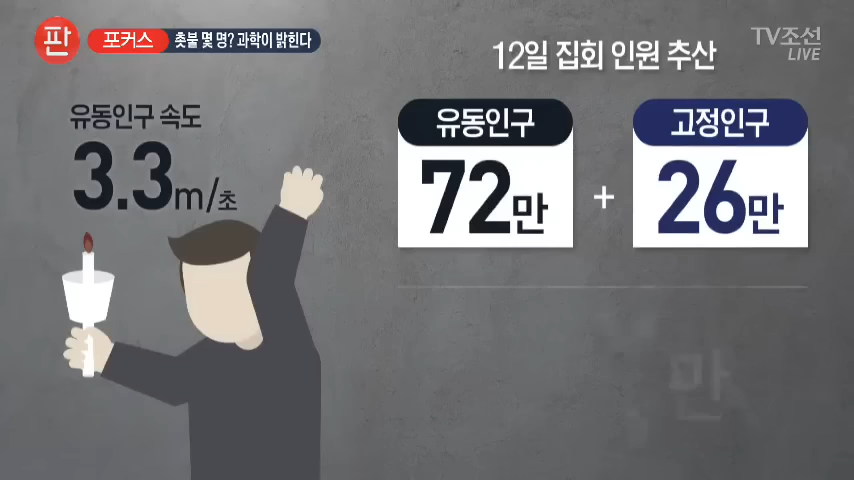 판 포커스 촛불 몇 명? 과학이 밝힌다
TV조선
LIVE
12일 집회 인원 추산
유동인구 속도
3.3m/초
유동인구
72만
+
고정인구
26만
만